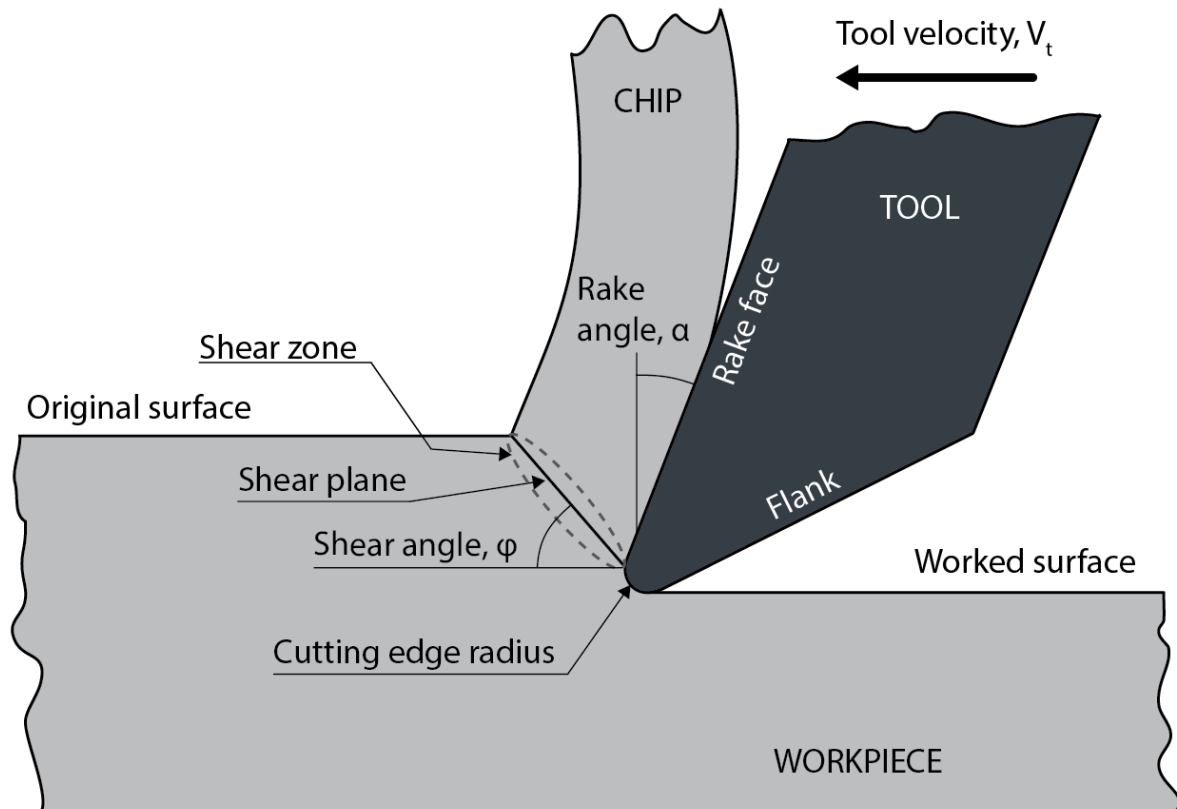 Tool velocity, Vt
CHIP
TOOL
Rake
angle, α
Rake face
Shear zone
Original surface
Shear plane
Flank
Shear angle, φ
Worked surface
Cutting edge radius
WORKPIECE